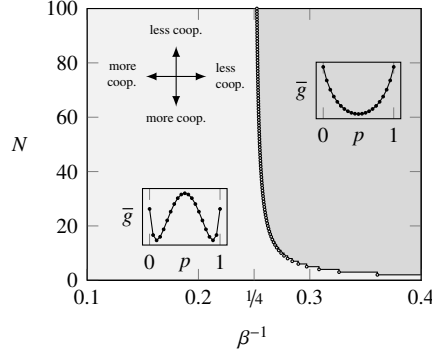 100
80
60
40
20
0
N
less coop.
more
coop.
less
coop.
more coop.
g̅
0
p
1
g̅
0
p
1
0.1
0.2
1/4
0.3
0.4
β⁻¹